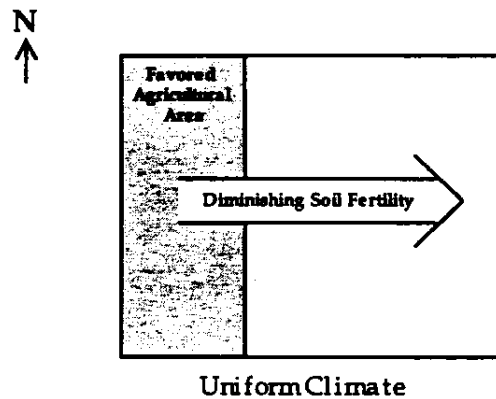 N
Favored
Agricultural
Area
Diminishing Soil Fertility
Uniform Climate